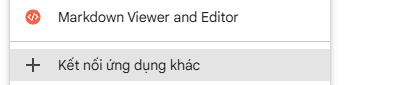 Markdown Viewer and Editor
Kết nối ứng dụng khác